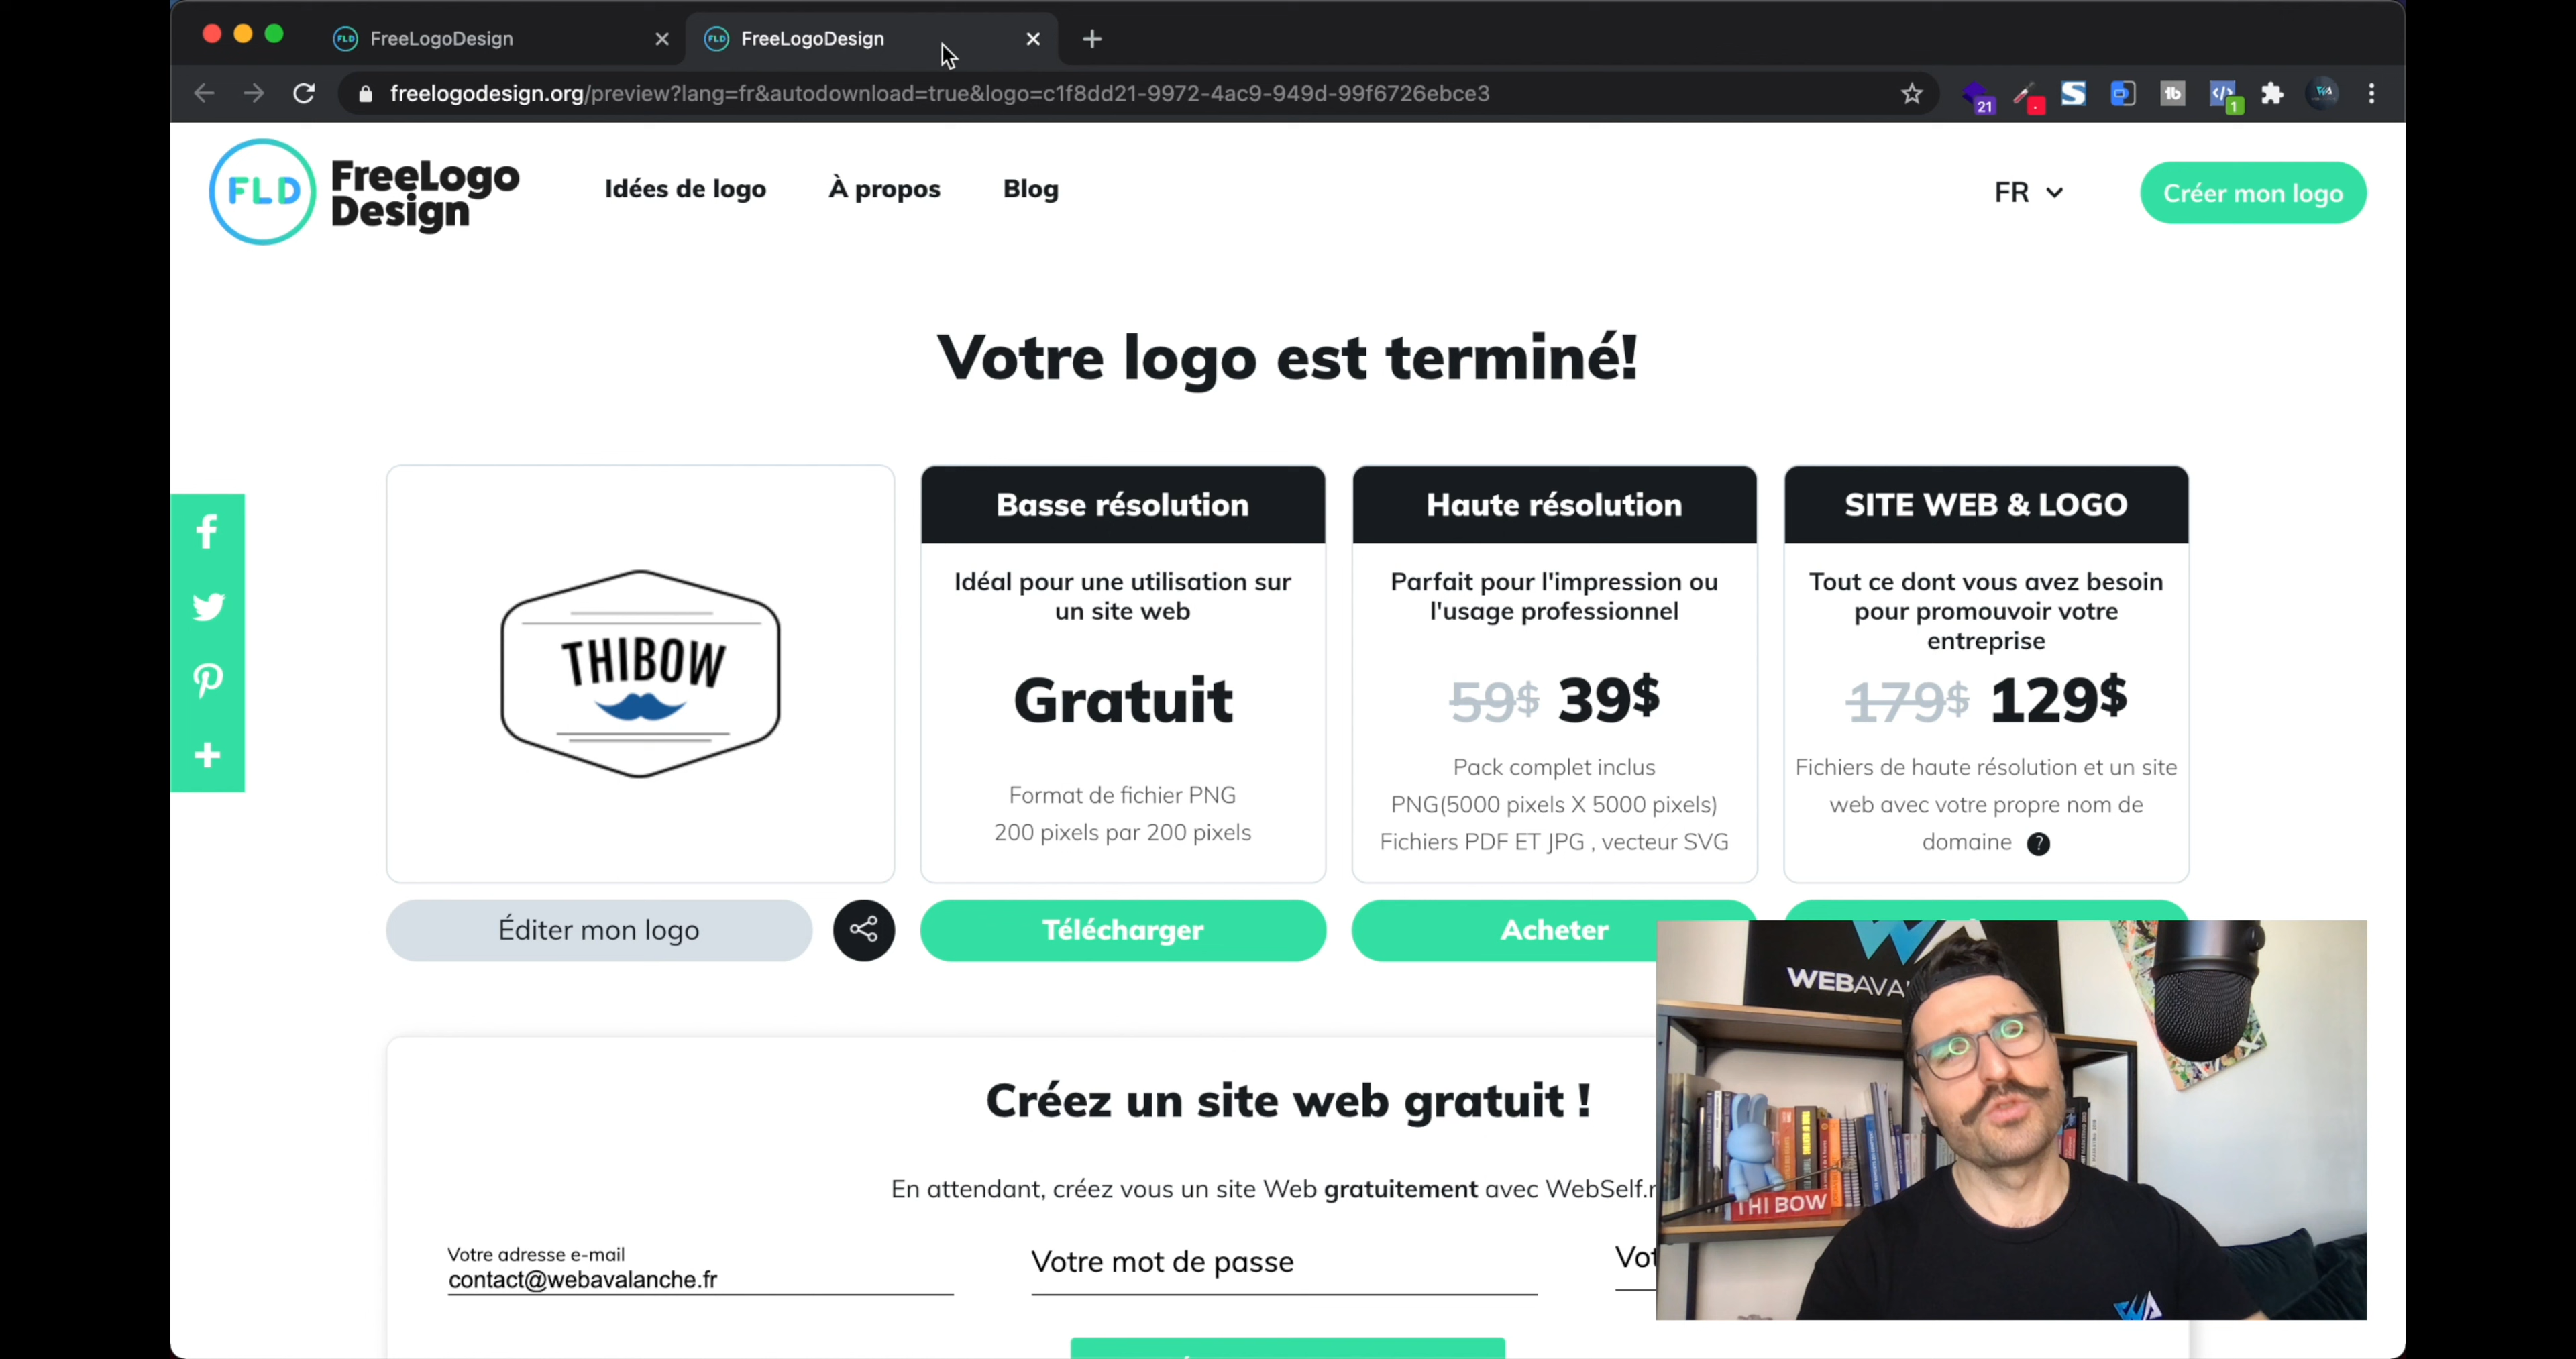 FreeLogoDesign
FreeLogoDesign
freelogodesign.org/preview?lang=fr&autodownload=true&logo=c1f8dd21-9972-4ac9-949d-99f6726ebce3
21
1
FLD
FreeLogo
Design
Idées de logo
À propos
Blog
FR
Créer mon logo
Votre logo est terminé!
THIBOW
Basse résolution
Idéal pour une utilisation sur
un site web
Gratuit
Format de fichier PNG
200 pixels par 200 pixels
Haute résolution
Parfait pour l'impression ou
l'usage professionnel
59$ 39$
Pack complet inclus
PNG(5000 pixels X 5000 pixels)
Fichiers PDF ET JPG , vecteur SVG
SITE WEB & LOGO
Tout ce dont vous avez besoin
pour promouvoir votre
entreprise
179$ 129$
Fichiers de haute résolution et un site
web avec votre propre nom de
domaine ?
Éditer mon logo
Télécharger
Acheter
WEBAVA
Créez un site web gratuit !
En attendant, créez vous un site Web gratuitement avec WebSelf.
THI BOW
Votre adresse e-mail
contact@webavalanche.fr
Votre mot de passe
Vot